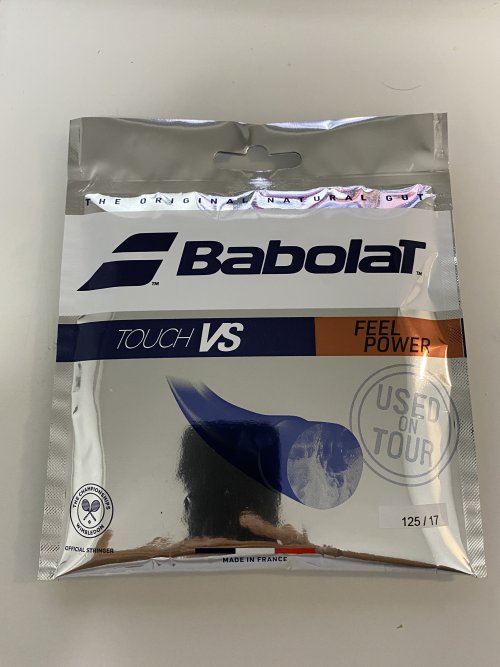 THE ORIGINAL NATURAL GUT
BabolaT™
TOUCH VS
FEEL
POWER
USED
ON
TOUR
THE CHAMPIONSHIPS
WIMBLEDON
OFFICIAL STRINGER
125 / 17
MADE IN FRANCE